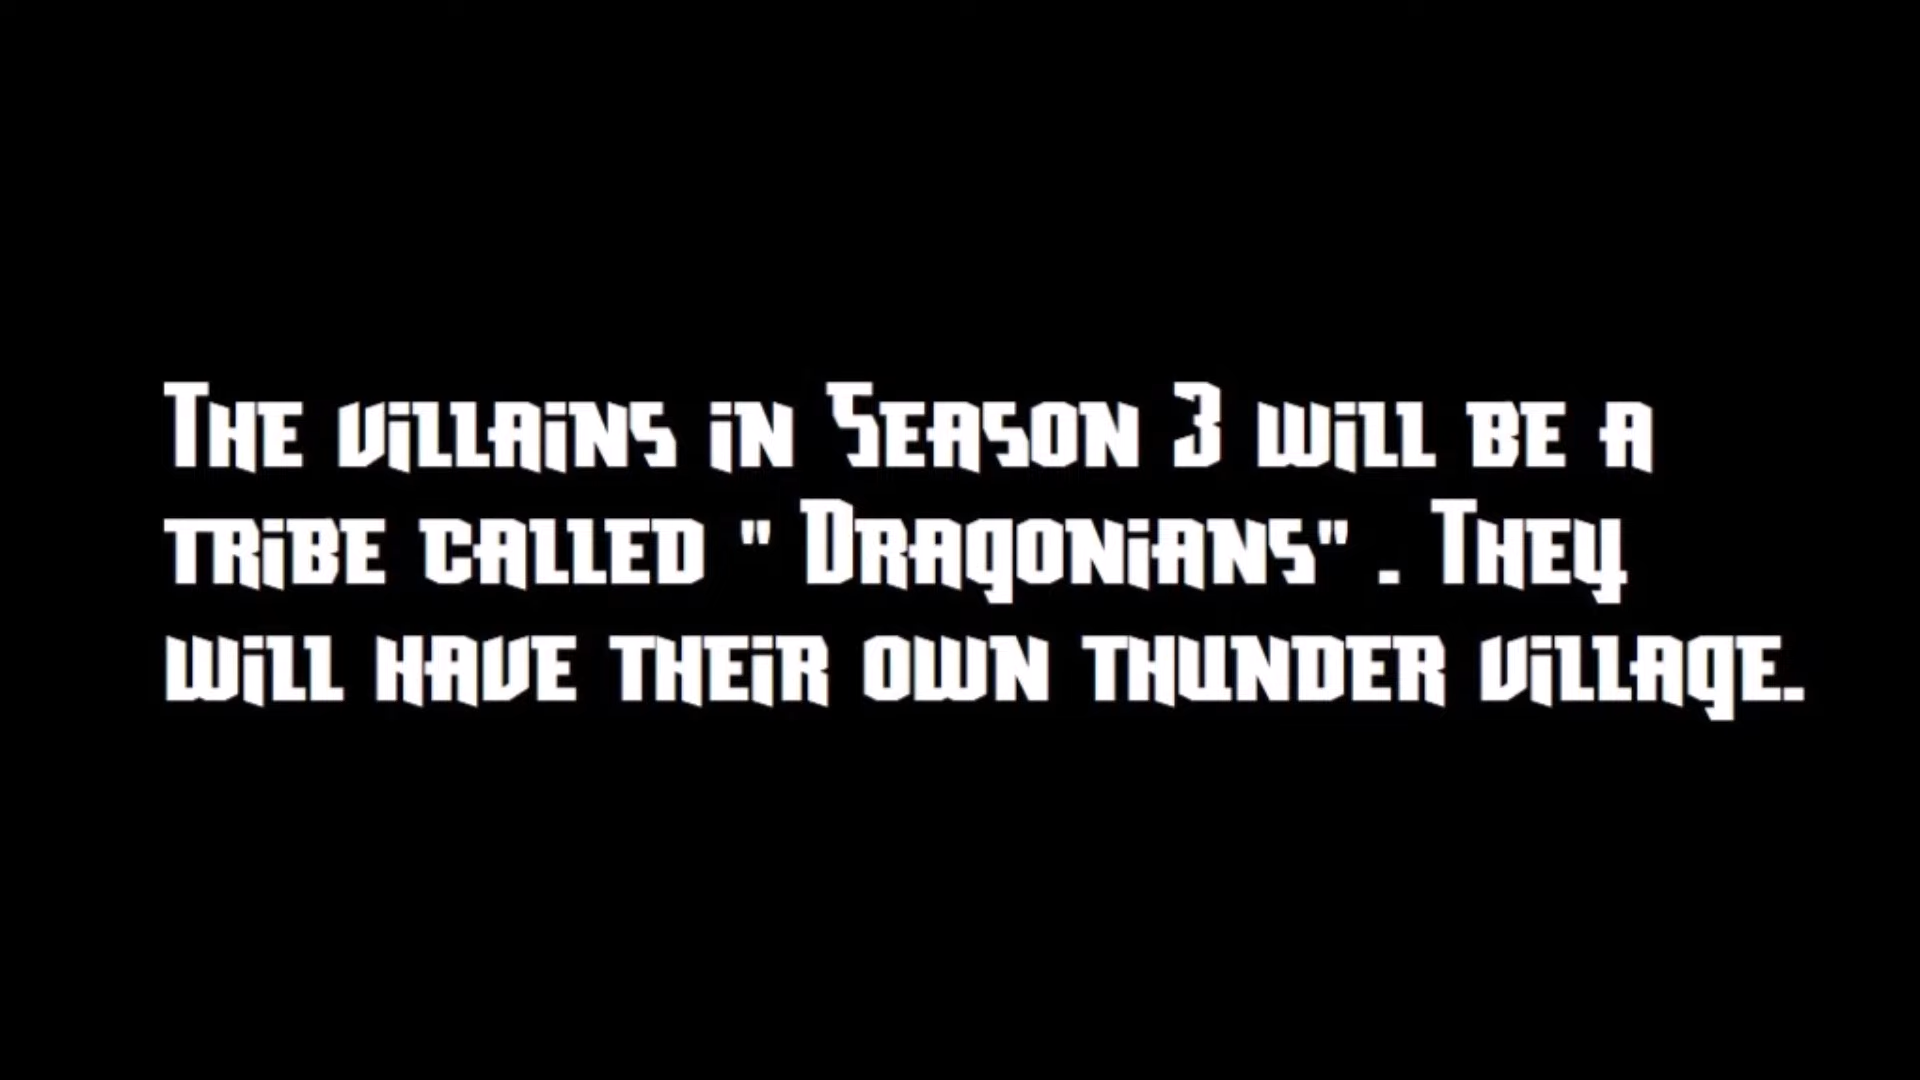 The villains in Season 3 will be a
tribe called " Dragonians" . They
will have their own thunder village.